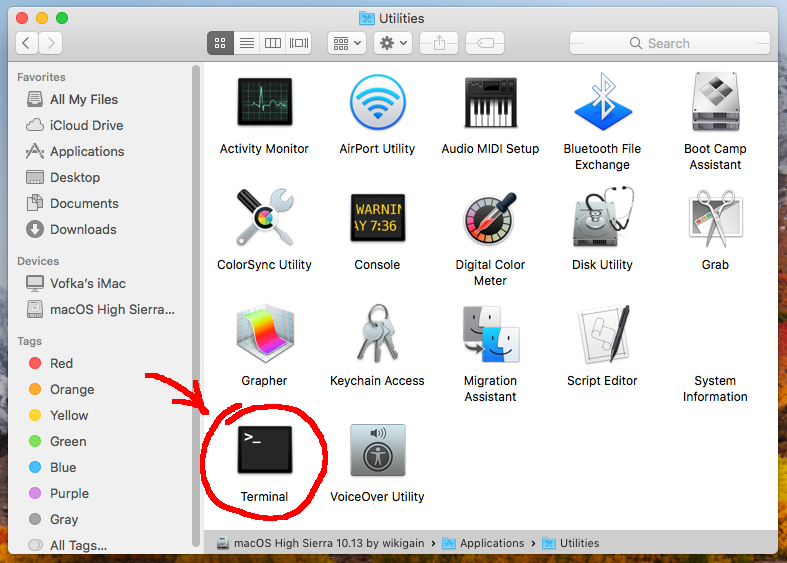 Utilities
Search
Favorites
All My Files
iCloud Drive
Applications
Desktop
Documents
Downloads
Devices
Vofka's iMac
macOS High Sierra...
Tags
Red
Orange
Yellow
Green
Blue
Purple
Gray
All Tags...
Activity Monitor
AirPort Utility
Audio MIDI Setup
Bluetooth File
Exchange
Boot Camp
Assistant
WARNIN
AY 7:36
ColorSync Utility
Console
Digital Color
Meter
Disk Utility
Grab
Grapher
Keychain Access
Migration
Assistant
Script Editor
System
Information
>_
Terminal
VoiceOver Utility
macOS High Sierra 10.13 by wikigain › Applications › Utilities